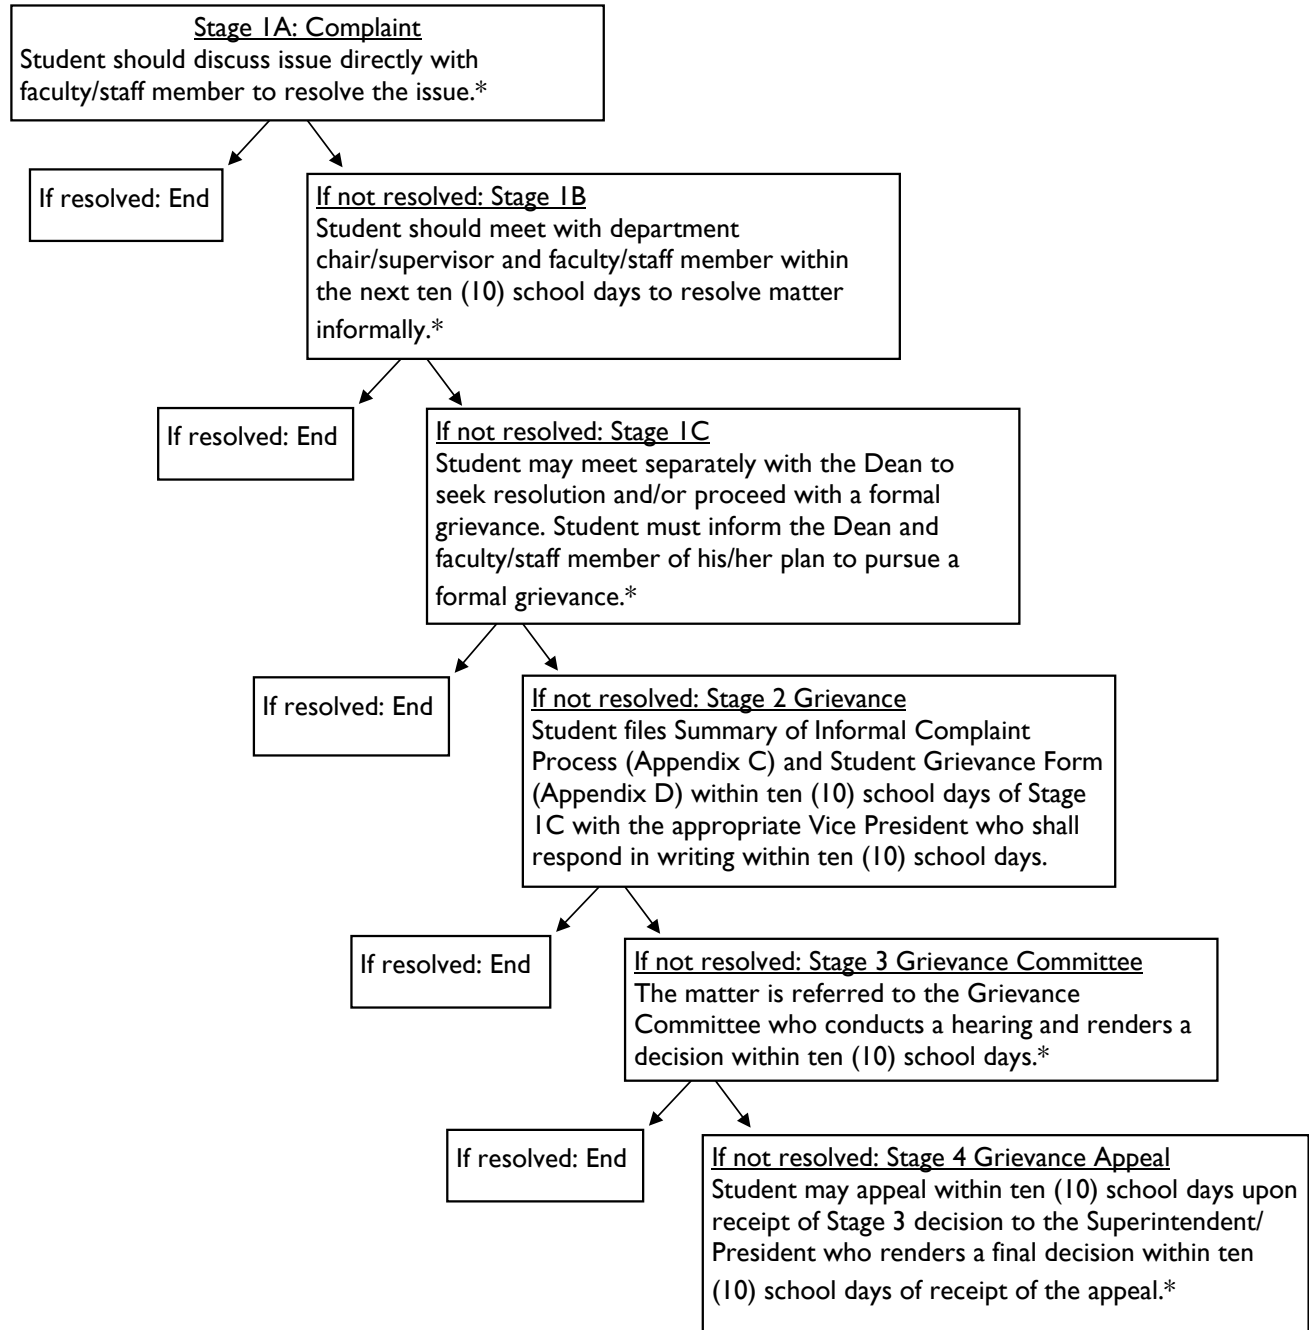 Stage 1A: Complaint
Student should discuss issue directly with
faculty/staff member to resolve the issue.*
If resolved: End
If not resolved: Stage 1B
Student should meet with department
chair/supervisor and faculty/staff member within
the next ten (10) school days to resolve matter
informally.*
If resolved: End
If not resolved: Stage 1C
Student may meet separately with the Dean to
seek resolution and/or proceed with a formal
grievance. Student must inform the Dean and
faculty/staff member of his/her plan to pursue a
formal grievance.*
If resolved: End
If not resolved: Stage 2 Grievance
Student files Summary of Informal Complaint
Process (Appendix C) and Student Grievance Form
(Appendix D) within ten (10) school days of Stage
1C with the appropriate Vice President who shall
respond in writing within ten (10) school days.
If resolved: End
If not resolved: Stage 3 Grievance Committee
The matter is referred to the Grievance
Committee who conducts a hearing and renders a
decision within ten (10) school days.*
If resolved: End
If not resolved: Stage 4 Grievance Appeal
Student may appeal within ten (10) school days upon
receipt of Stage 3 decision to the Superintendent/
President who renders a final decision within ten
(10) school days of receipt of the appeal.*